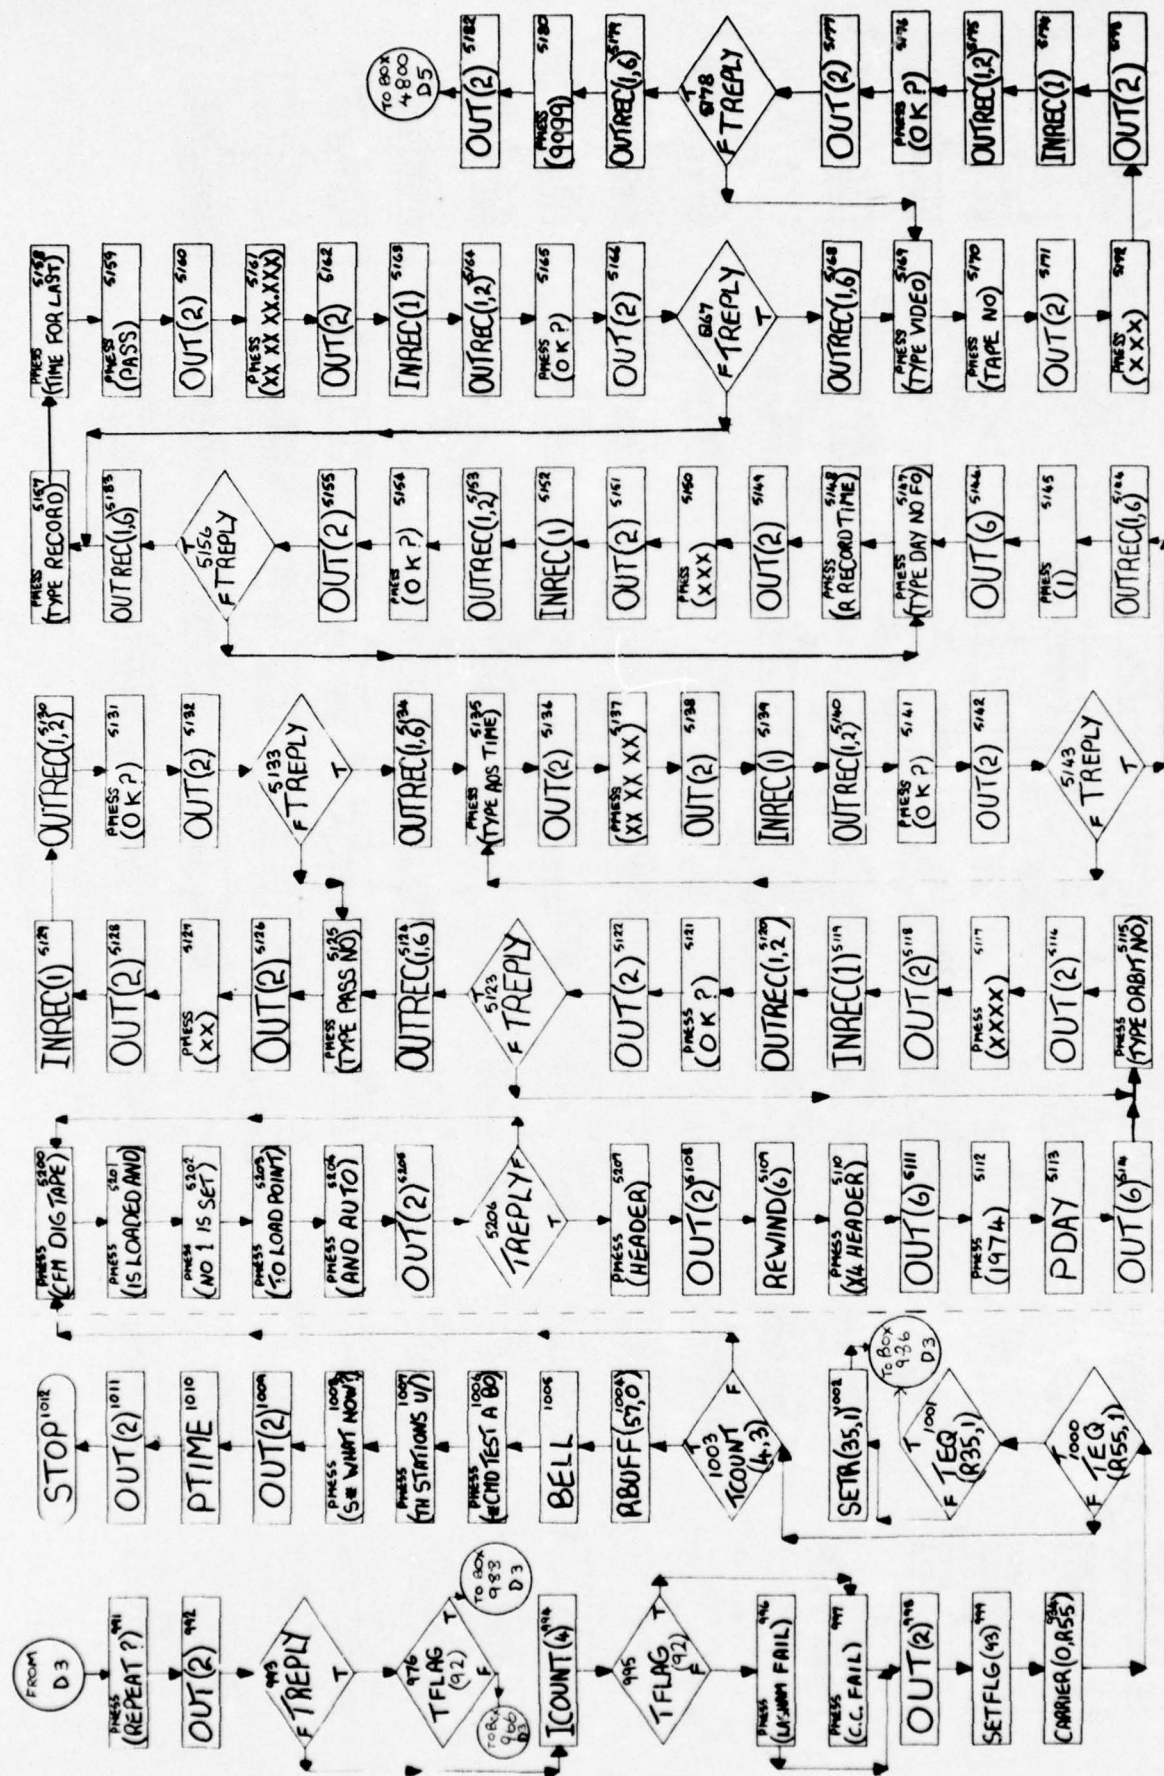 FROM
D3
PMESS 991
(REPEAT ?)
OUT(2) 992
993
F TREPLY
T
976
TFLAG
(92) T
F
TO BOX
983
D3
TO BOX
966
D3
ICOUNT(4) 994
995
TFLAG T
(92)
F
PMESS 996
(LASHAM FAIL)
PMESS 997
(C.C. FAIL)
OUT(2) 998
SETFLG(93) 999
CARRIER(0,R55)
T
1000
F TEQ
(R55,1)
T
1001
F TEQ
(R35,1)
SETR(35,1) 1002
TO BOX
936
D3
T
1003
TCOUNT
(4,3) F
RBUFF(57,0) 1004
BELL 1005
PMESS 1006
(*CMD TEST A BO)
PMESS 1007
(TH STATIONS U/)
PMESS 1008
(S* WHAT NOW?)
OUT(2) 1009
PTIME 1010
OUT(2) 1011
STOP 1012
PMESS 5200
(FM DIG TAPE)
PMESS 5201
(IS LOADED AND)
PMESS 5202
(NO 1 IS SET)
PMESS 5203
(TO LOAD POINT)
PMESS 5204
(AND AUTO)
OUT(2) 5205
5206
TREPLY F
T
PMESS 5207
(HEADER)
OUT(2) 5108
REWIND(6) 5109
PMESS 5110
(X4 HEADER)
OUT(6) 5111
PMESS 5112
(1974)
PDAY 5113
OUT(6) 5114
PMESS 5115
(TYPE ORBIT NO)
OUT(2) 5116
PMESS 5117
(XXXX)
OUT(2) 5118
INREC(1) 5119
OUTREC(1,2) 5120
PMESS 5121
(OK ?)
OUT(2) 5122
T
5123
F TREPLY
OUTREC(1,6) 5124
PMESS 5125
(TYPE PASS NO)
OUT(2) 5126
PMESS 5127
(XX)
OUT(2) 5128
INREC(1) 5129
OUTREC(1,2) 5130
PMESS 5131
(OK ?)
OUT(2) 5132
5133
F TREPLY
T
OUTREC(1,6) 5134
PMESS 5135
(TYPE AOS TIME)
OUT(2) 5136
PMESS 5137
(XX XX XX)
OUT(2) 5138
INREC(1) 5139
OUTREC(1,2) 5140
PMESS 5141
(OK ?)
OUT(2) 5142
5143
F TREPLY
T
OUTREC(1,6) 5144
PMESS 5145
(1)
OUT(6) 5146
PMESS 5147
(TYPE DAY NO FO)
PMESS 5148
(R RECORD TIME)
OUT(2) 5149
PMESS 5150
(XXX)
OUT(2) 5151
INREC(1) 5152
OUTREC(1,2) 5153
PMESS 5154
(OK ?)
OUT(2) 5155
T
5156
F TREPLY
OUTREC(1,6) 5183
PMESS 5157
(TYPE RECORD)
PMESS 5158
(TIME FOR LAST)
PMESS 5159
(PASS)
OUT(2) 5160
PMESS 5161
(XX XX XX.XXX)
OUT(2) 5162
INREC(1) 5163
OUTREC(1,2) 5164
PMESS 5165
(OK ?)
OUT(2) 5166
5167
F TREPLY
T
OUTREC(1,6) 5168
PMESS 5169
(TYPE VIDEO)
PMESS 5170
(TAPE NO)
OUT(2) 5171
PMESS 5172
(XXX)
OUT(2) 5173
INREC(1) 5174
OUTREC(1,2) 5175
PMESS 5176
(OK ?)
OUT(2) 5177
T
5178
F TREPLY
OUTREC(1,6) 5179
PMESS 5180
(9999)
OUT(2) 5182
TO BOX
4800
D5